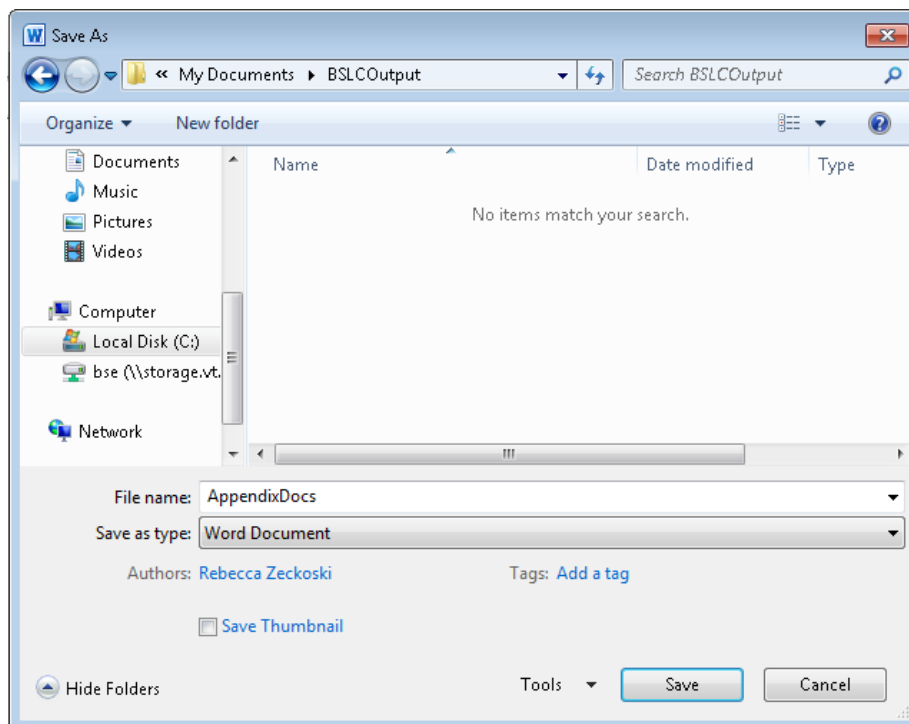 Save As
« My Documents ▸ BSLCOutput
Search BSLCOutput
Organize
New folder
Documents
Music
Pictures
Videos
Computer
Local Disk (C:)
bse (\\storage.vt.
Network
Name
Date modified
Type
No items match your search.
File name: AppendixDocs
Save as type: Word Document
Authors: Rebecca Zeckoski
Tags: Add a tag
Save Thumbnail
Hide Folders
Tools
Save
Cancel